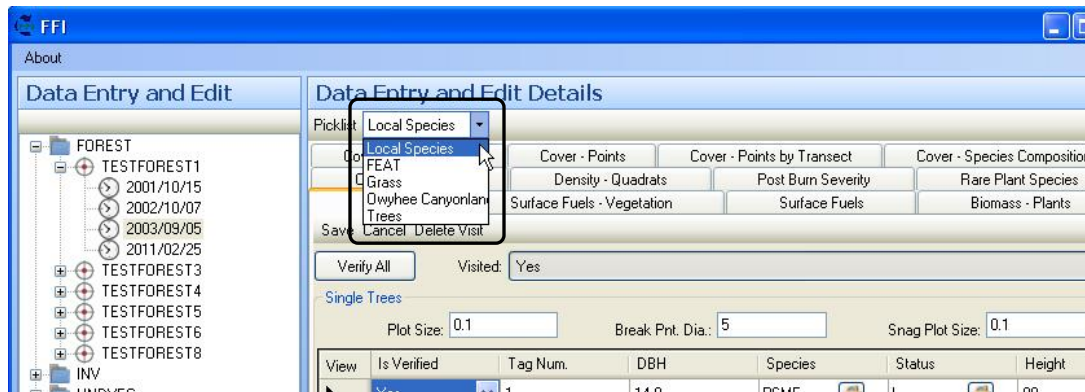 FFI
About
Data Entry and Edit
Data Entry and Edit Details
Picklist Local Species
FOREST
TESTFOREST1
2001/10/15
2002/10/07
2003/09/05
2011/02/25
TESTFOREST3
TESTFOREST4
TESTFOREST5
TESTFOREST6
TESTFOREST8
INV
Local Species
FEAT
Grass
Owyhee Canyonlan
Trees
Cover - Points Cover - Points by Transect Cover - Species Composition
Density - Quadrats Post Burn Severity Rare Plant Species
Surface Fuels - Vegetation Surface Fuels Biomass - Plants
Save Cancel Delete Visit
Verify All Visited: Yes
Single Trees
Plot Size: 0.1 Break Pnt. Dia.: 5 Snag Plot Size: 0.1
View Is Verified Tag Num. DBH Species Status Height